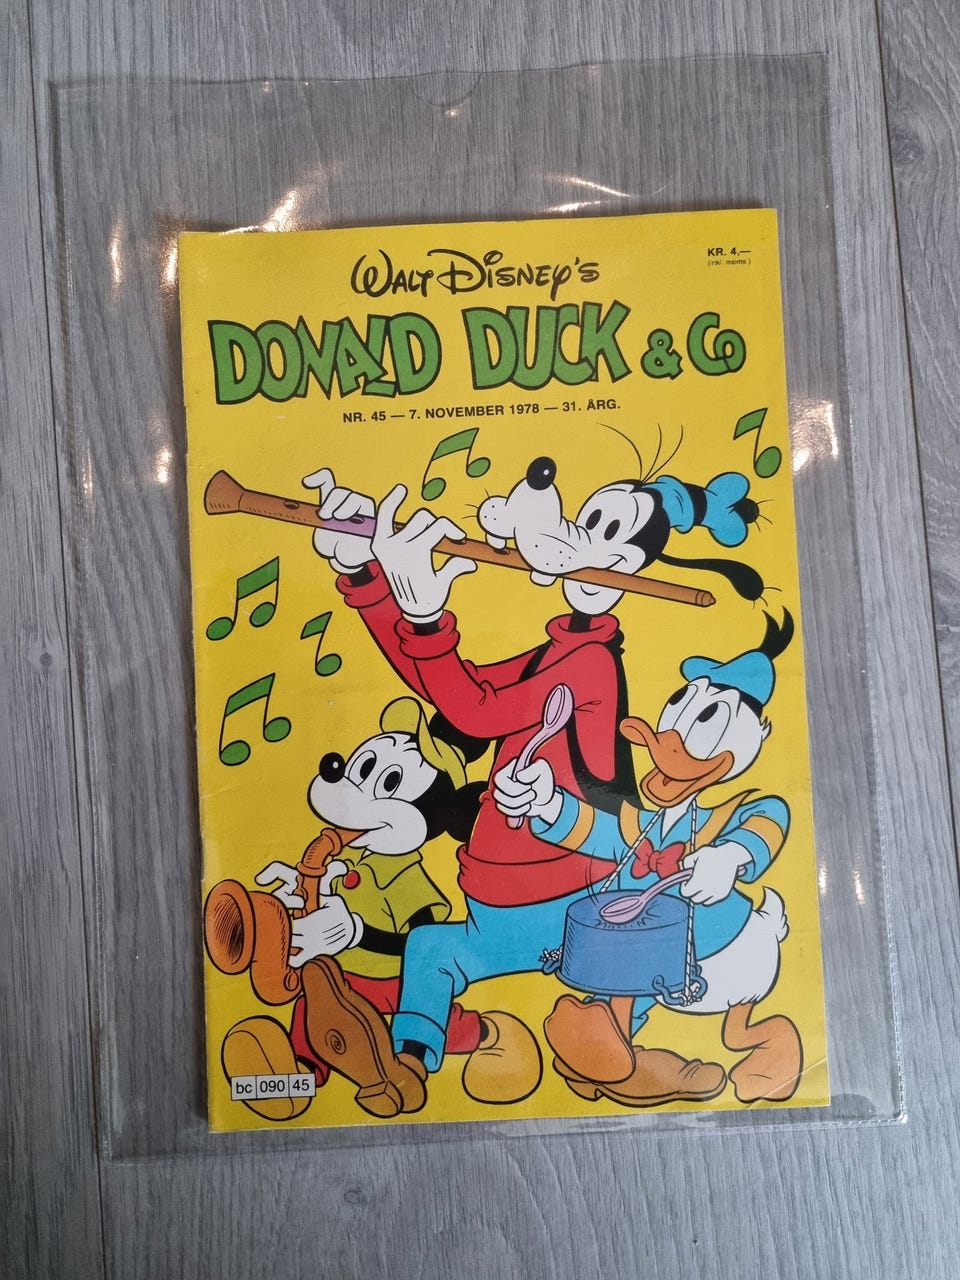 KR. 4,—
(inkl. moms)
WALT DISNEY'S
DONALD DUCK & Co
NR. 45 — 7. NOVEMBER 1978 — 31. ÅRG.
bc 090 45